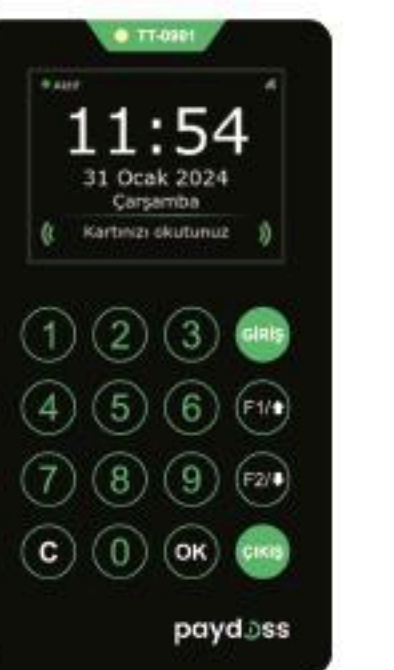 TT-0901
Aktif
11:54
31 Ocak 2024
Çarşamba
Kartınızı okutunuz
1 2 3 GİRİŞ
4 5 6 F1/
7 8 9 F2/
C 0 OK ÇIKIŞ
paydoss